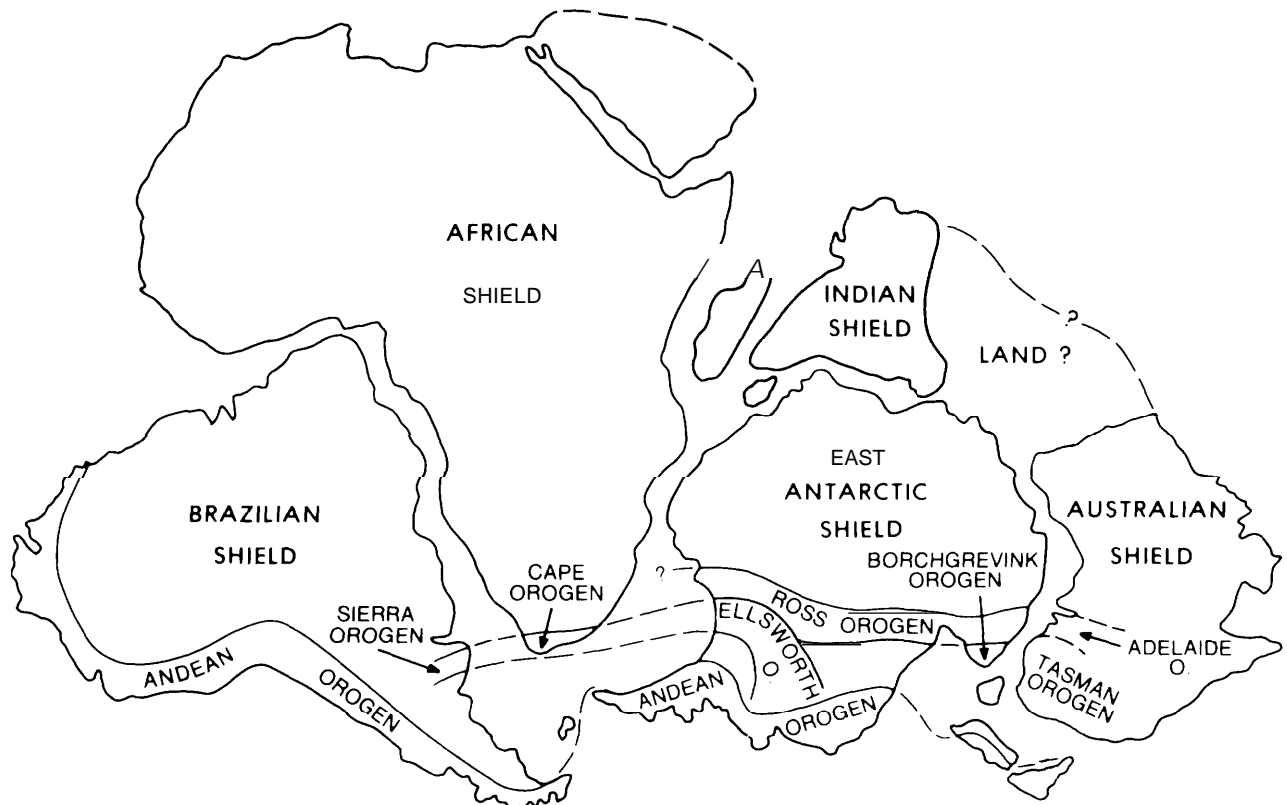 AFRICAN
SHIELD
A
INDIAN
SHIELD
?
LAND ?
EAST
ANTARCTIC
SHIELD
BRAZILIAN
SHIELD
AUSTRALIAN
SHIELD
BORCHGREVINK
OROGEN
CAPE
OROGEN
?
SIERRA
OROGEN
ROSS
OROGEN
ELLSWORTH
O.
ADELAIDE
O.
TASMAN
OROGEN
ANDEAN
OROGEN
ANDEAN
OROGEN